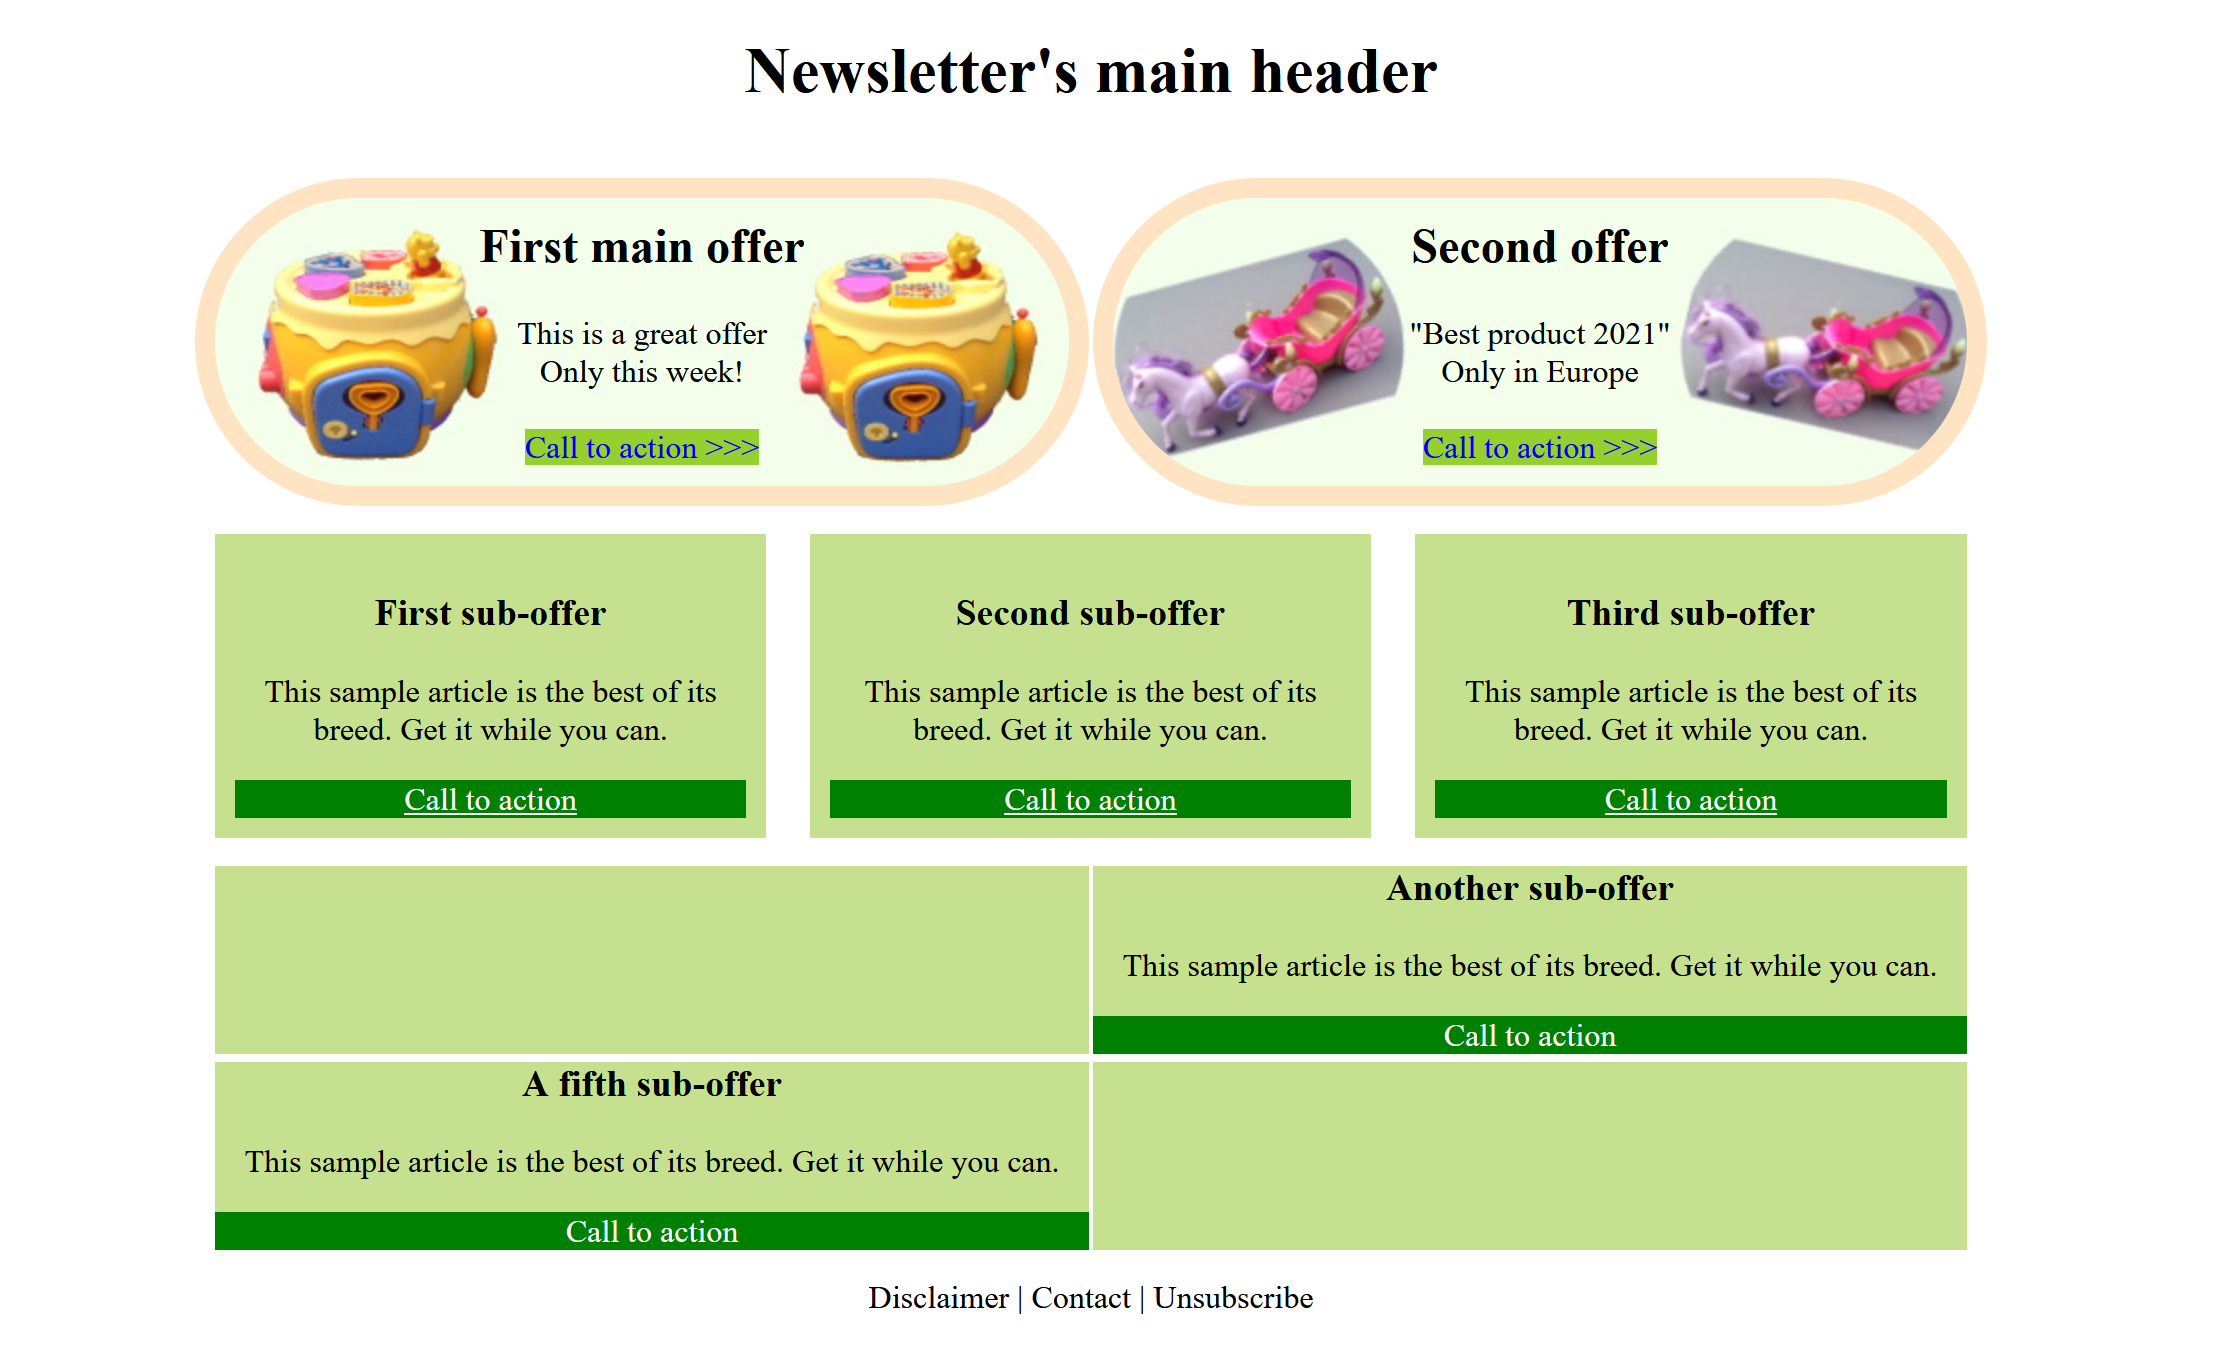 Newsletter's main header
First main offer
This is a great offer
Only this week!
Call to action >>>
Second offer
"Best product 2021"
Only in Europe
Call to action >>>
First sub-offer
This sample article is the best of its
breed. Get it while you can.
Call to action
Second sub-offer
This sample article is the best of its
breed. Get it while you can.
Call to action
Third sub-offer
This sample article is the best of its
breed. Get it while you can.
Call to action
Another sub-offer
This sample article is the best of its breed. Get it while you can.
Call to action
A fifth sub-offer
This sample article is the best of its breed. Get it while you can.
Call to action
Disclaimer | Contact | Unsubscribe